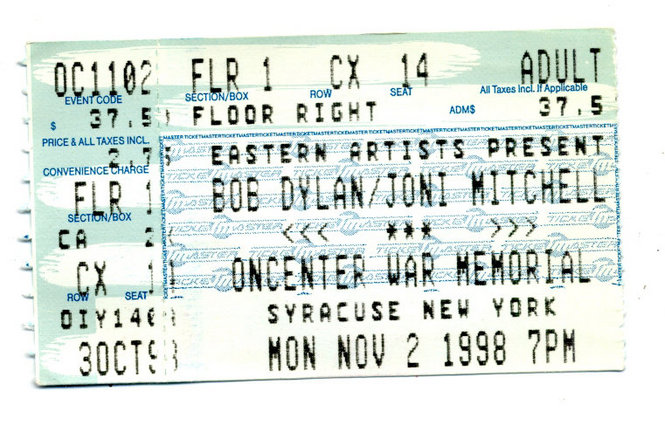 OC1102
EVENT CODE
$ 37.5
PRICE & ALL TAXES INCL.
2.75
CONVENIENCE CHARGE
FLR 1
SECTION/BOX
CA
CX
ROW SEAT
OIY140
3OCT98
FLR 1 CX 14 ADULT
SECTION/BOX ROW SEAT All Taxes Incl. If Applicable
FLOOR RIGHT ADM$ 37.5
EASTERN ARTISTS PRESENT
BOB DYLAN/JONI MITCHELL
<<< *** >>>
ONCENTER WAR MEMORIAL
SYRACUSE NEW YORK
MON NOV 2 1998 7PM